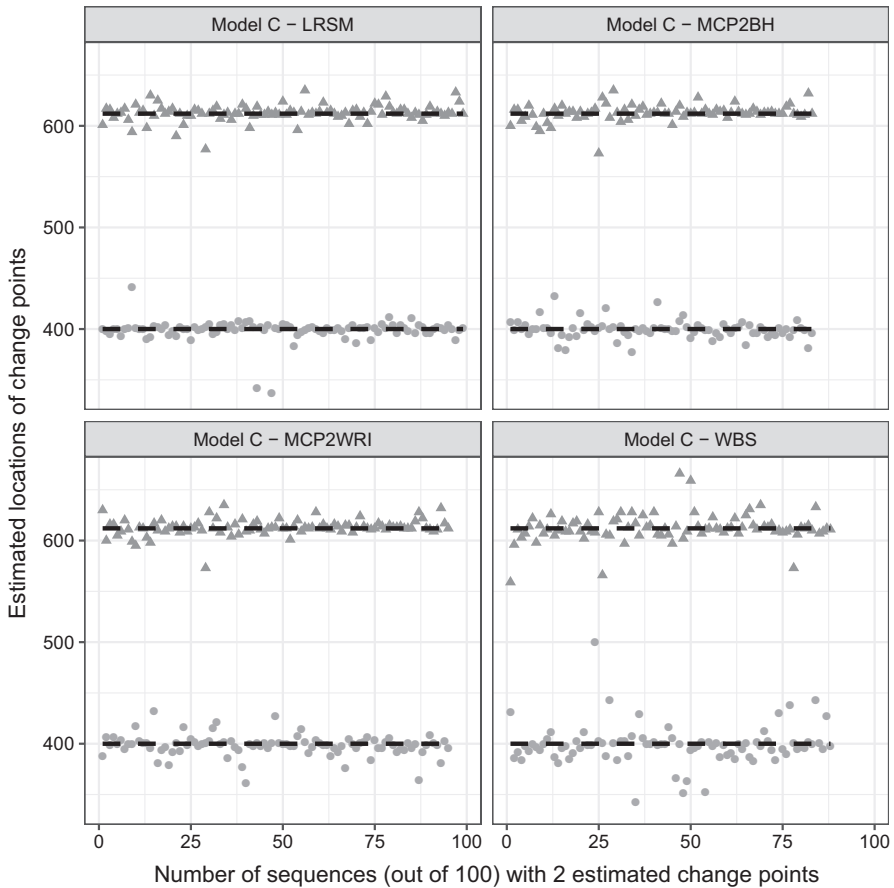 Model C − LRSM
Model C − MCP2BH
600
500
400
Model C − MCP2WRI
Model C − WBS
600
500
400
0 25 50 75 100
0 25 50 75 100
Estimated locations of change points
Number of sequences (out of 100) with 2 estimated change points